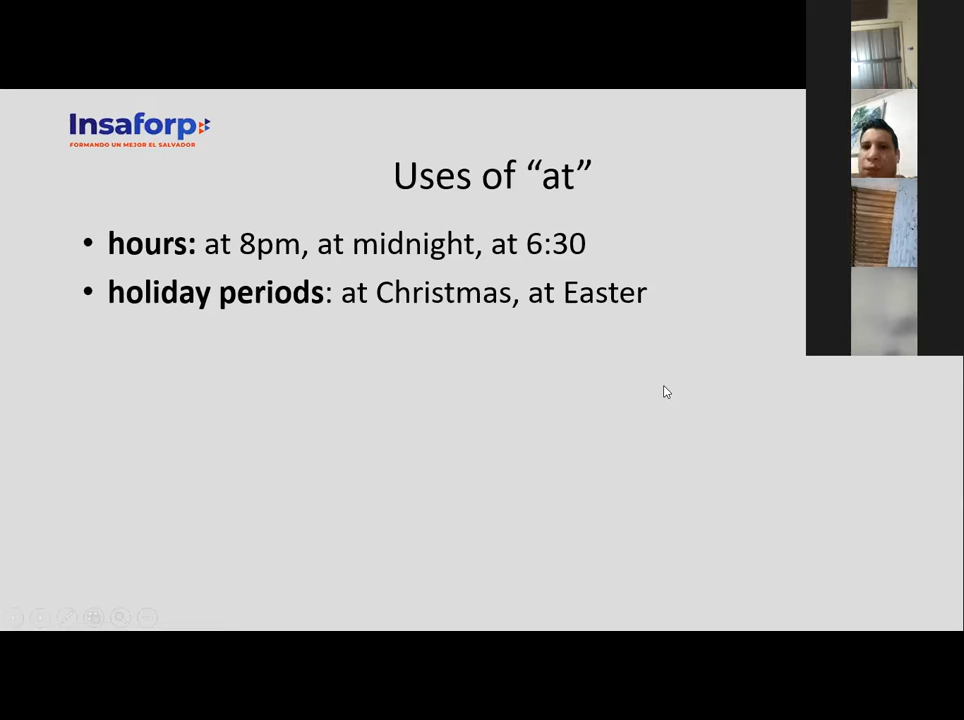 Insaforp
FORMANDO UN MEJOR EL SALVADOR
Uses of “at”
• hours: at 8pm, at midnight, at 6:30
• holiday periods: at Christmas, at Easter